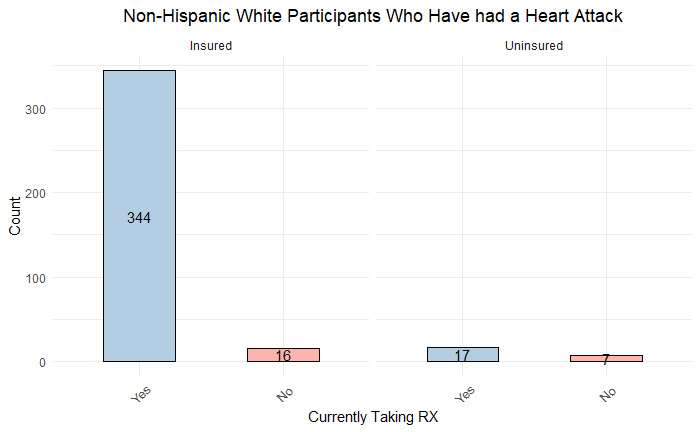 Non-Hispanic White Participants Who Have had a Heart Attack
Insured
Uninsured
Count
300
200
100
0
344
16
17
7
Yes
No
Yes
No
Currently Taking RX